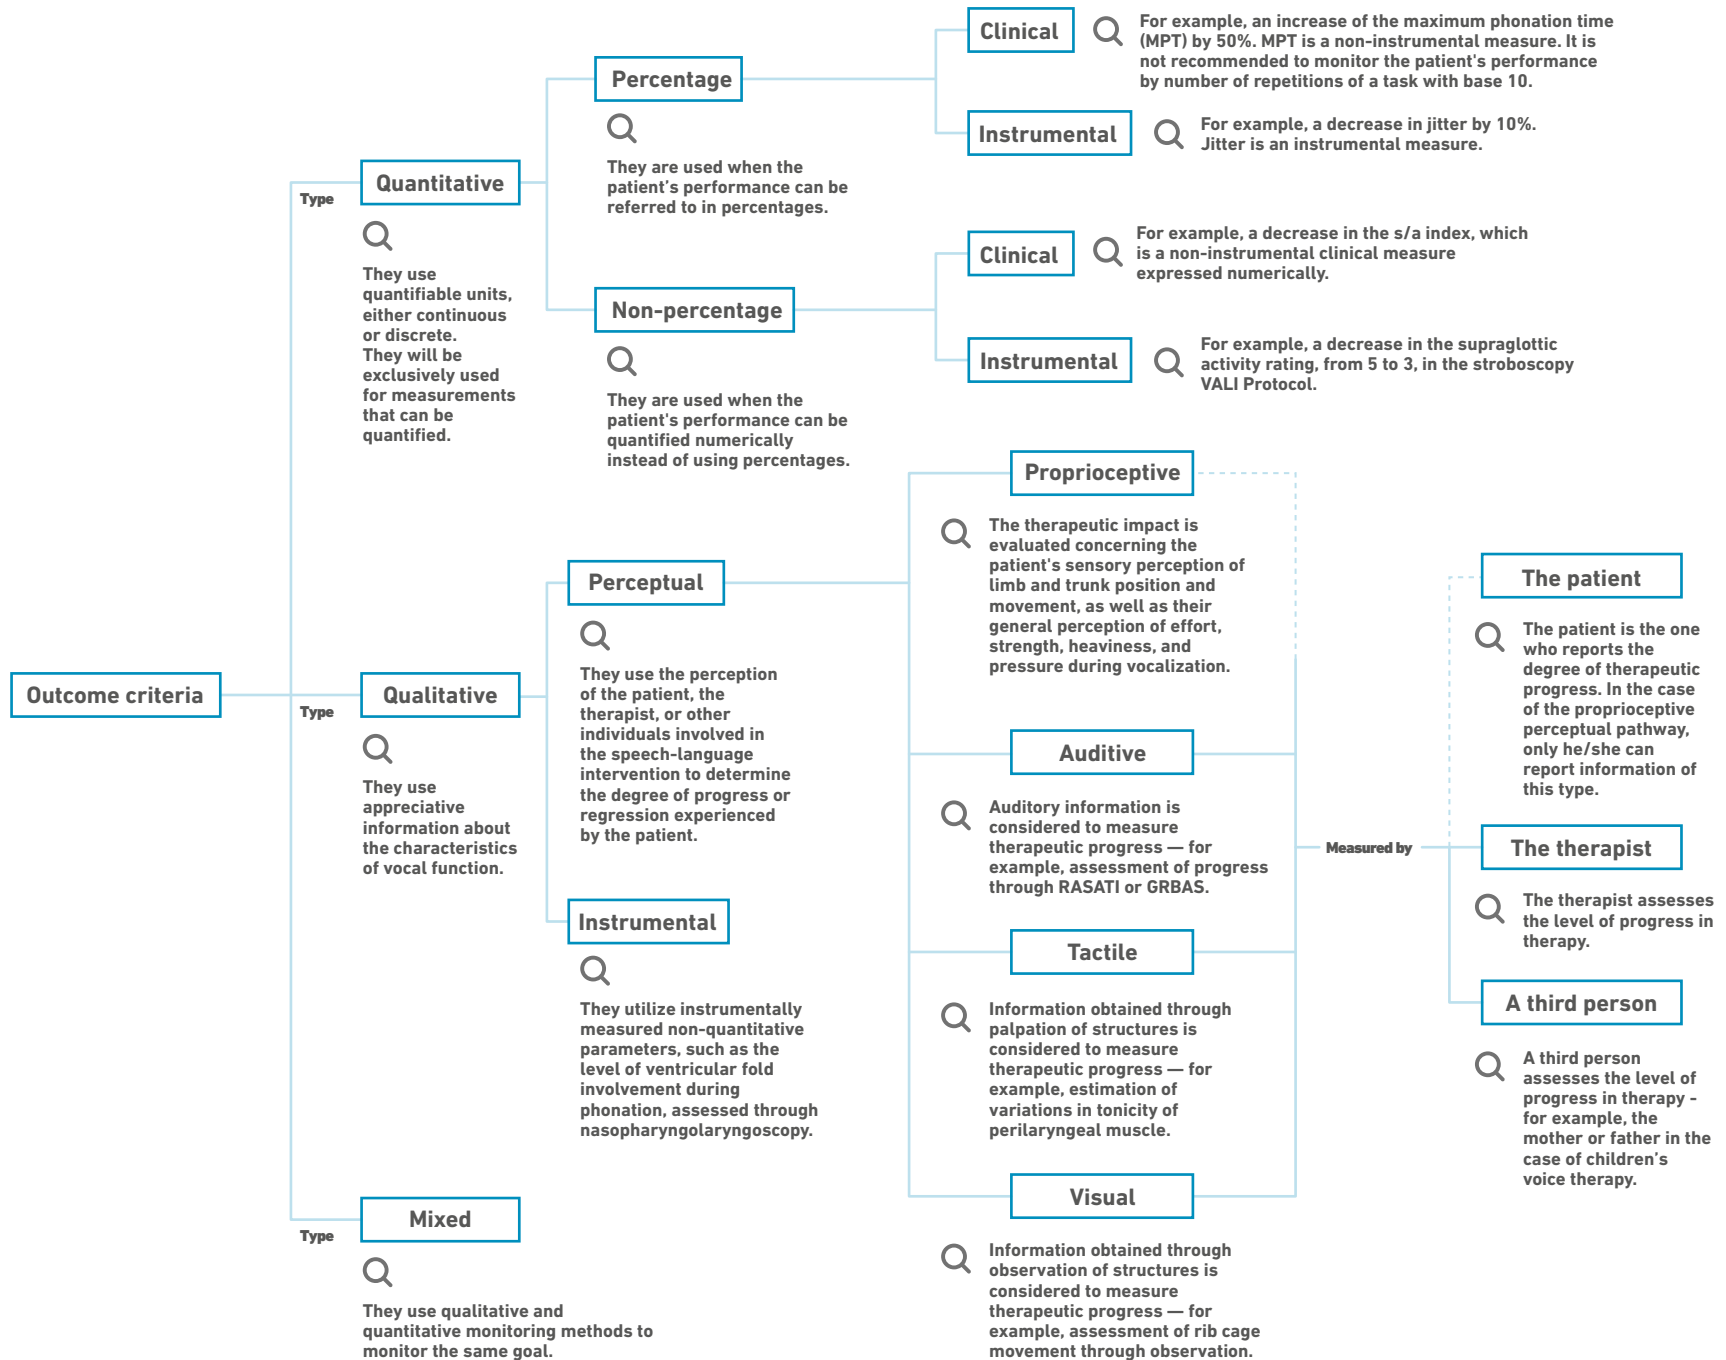 Outcome criteria
Type
Quantitative
They use
quantifiable units,
either continuous
or discrete.
They will be
exclusively used
for measurements
that can be
quantified.
Percentage
They are used when the
patient’s performance can be
referred to in percentages.
Clinical
For example, an increase of the maximum phonation time
(MPT) by 50%. MPT is a non-instrumental measure. It is
not recommended to monitor the patient's performance
by number of repetitions of a task with base 10.
Instrumental
For example, a decrease in jitter by 10%.
Jitter is an instrumental measure.
Non-percentage
They are used when the
patient's performance can be
quantified numerically
instead of using percentages.
Clinical
For example, a decrease in the s/a index, which
is a non-instrumental clinical measure
expressed numerically.
Instrumental
For example, a decrease in the supraglottic
activity rating, from 5 to 3, in the stroboscopy
VALI Protocol.
Type
Qualitative
They use
appreciative
information about
the characteristics
of vocal function.
Perceptual
They use the perception
of the patient, the
therapist, or other
individuals involved in
the speech-language
intervention to determine
the degree of progress or
regression experienced
by the patient.
Instrumental
They utilize instrumentally
measured non-quantitative
parameters, such as the
level of ventricular fold
involvement during
phonation, assessed through
nasopharyngolaryngoscopy.
Proprioceptive
The therapeutic impact is
evaluated concerning the
patient's sensory perception of
limb and trunk position and
movement, as well as their
general perception of effort,
strength, heaviness, and
pressure during vocalization.
Auditive
Auditory information is
considered to measure
therapeutic progress — for
example, assessment of progress
through RASATI or GRBAS.
Tactile
Information obtained through
palpation of structures is
considered to measure
therapeutic progress — for
example, estimation of
variations in tonicity of
perilaryngeal muscle.
Visual
Information obtained through
observation of structures is
considered to measure
therapeutic progress — for
example, assessment of rib cage
movement through observation.
Measured by
The patient
The patient is the one
who reports the
degree of therapeutic
progress. In the case
of the proprioceptive
perceptual pathway,
only he/she can
report information of
this type.
The therapist
The therapist assesses
the level of progress in
therapy.
A third person
A third person
assesses the level of
progress in therapy -
for example, the
mother or father in the
case of children’s
voice therapy.
Type
Mixed
They use qualitative and
quantitative monitoring methods to
monitor the same goal.